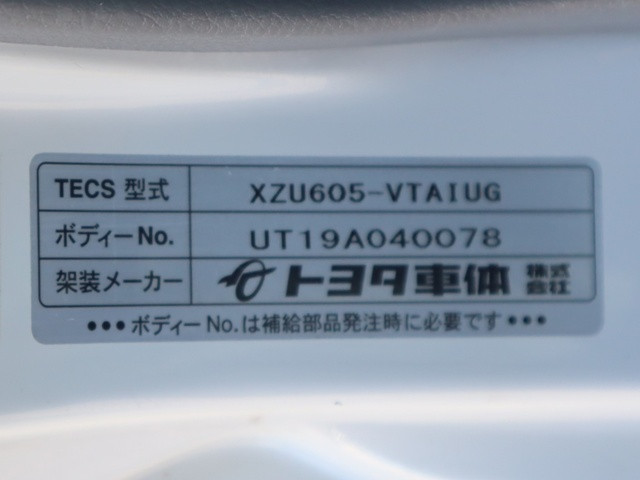 TECS 型式 XZU605-VTAIUG
ボディーNo. UT19A040078
架装メーカー トヨタ車体 株式会社
•••ボディーNo.は補給部品発注時に必要です•••